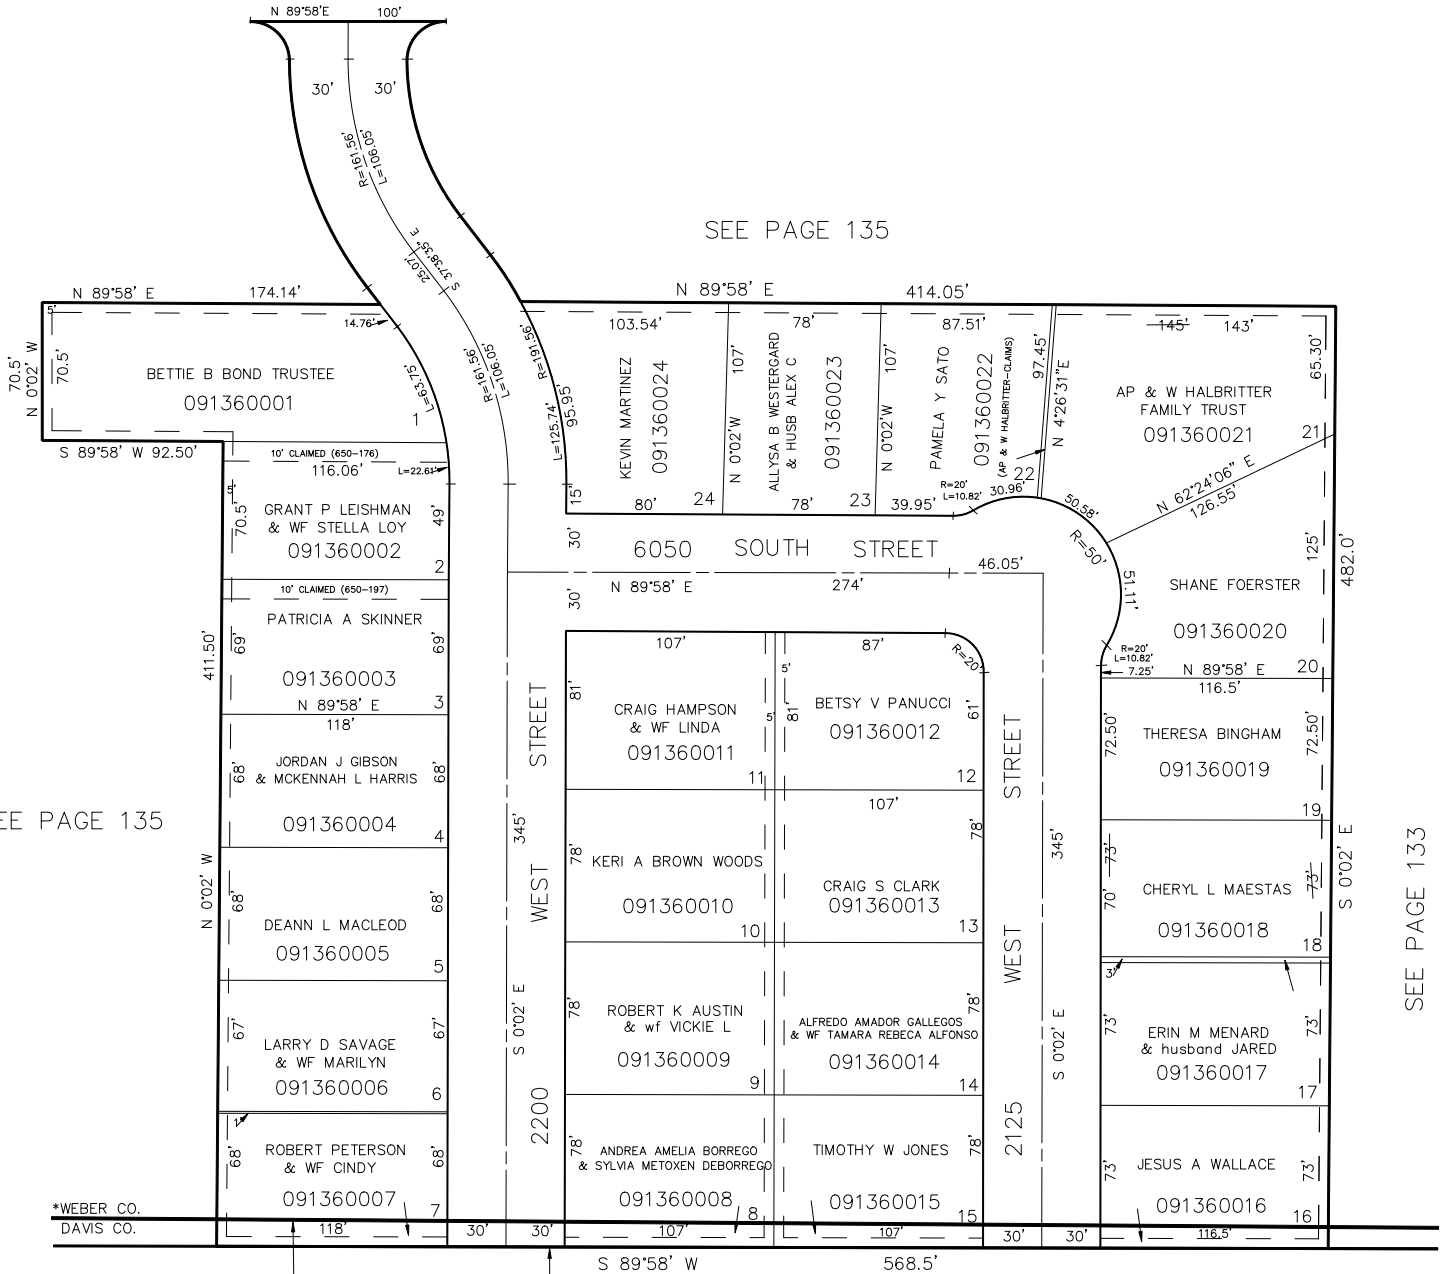 N 89°58'E 100'
30' 30'
R=161.56'
L=106.05'
S 37°38'35" E
25.07'
SEE PAGE 135
N 89°58' E 174.14'
N 89°58' E 414.05'
5'
14.76'
70.5'
N 0°02' W
70.5'
BETTIE B BOND TRUSTEE
091360001
1
L=63.75'
R=161.56'
L=106.05'
R=191.56'
L=125.74'
95.95'
S 89°58' W 92.50'
103.54'
KEVIN MARTINEZ
091360024
N 0°02'W
107'
80'
24
15'
78'
ALLYSA B WESTERGARD
& HUSB ALEX C
091360023
N 0°02'W
107'
78'
23
87.51'
PAMELA Y SATO
091360022
(AP & W HALBRITTER-CLAIMS)
97.45'
N 4°26'31"E
22
39.95'
R=20'
L=10.82'
30.96'
145' 143'
65.30'
AP & W HALBRITTER
FAMILY TRUST
091360021
21
N 62°24'06" E
126.55'
50.58'
R=50'
51.11'
10' CLAIMED (650-176)
116.06'
L=22.61'
5'
GRANT P LEISHMAN
& WF STELLA LOY
091360002
70.5'
49'
2
30'
6050 SOUTH STREET
46.05'
N 89°58' E 274'
30'
125'
482.0'
SHANE FOERSTER
091360020
R=20'
L=10.82'
7.25'
N 89°58' E
20
116.5'
10' CLAIMED (650-197)
PATRICIA A SKINNER
69'
69'
091360003
N 89°58' E
3
118'
411.50'
107'
81'
CRAIG HAMPSON
& WF LINDA
091360011
11
5'
5'
87'
R=20'
81'
BETSY V PANUCCI
091360012
61'
12
107'
72.50'
THERESA BINGHAM
091360019
72.50'
19
JORDAN J GIBSON
& MCKENNAH L HARRIS
68'
68'
091360004
4
EE PAGE 135
N 0°02' W
345'
S 0°02' E
2200 WEST STREET
78'
KERI A BROWN WOODS
091360010
10
78'
CRAIG S CLARK
091360013
13
345'
S 0°02' E
2125 WEST STREET
73'
70'
CHERYL L MAESTAS
091360018
73'
18
S 0°02' E
SEE PAGE 133
68'
68'
DEANN L MACLEOD
091360005
5
67'
67'
LARRY D SAVAGE
& WF MARILYN
091360006
6
78'
ROBERT K AUSTIN
& wf VICKIE L
091360009
9
78'
ALFREDO AMADOR GALLEGOS
& WF TAMARA REBECA ALFONSO
091360014
14
3'
73'
ERIN M MENARD
& husband JARED
091360017
73'
17
1'
68'
ROBERT PETERSON
& WF CINDY
091360007
68'
7
78'
ANDREA AMELIA BORREGO
& SYLVIA METOXEN DEBORREGO
091360008
8
78'
TIMOTHY W JONES
091360015
15
73'
JESUS A WALLACE
091360016
73'
16
*WEBER CO.
DAVIS CO.
118' 30' 30' 107' 107' 30' 30' 116.5'
S 89°58' W 568.5'